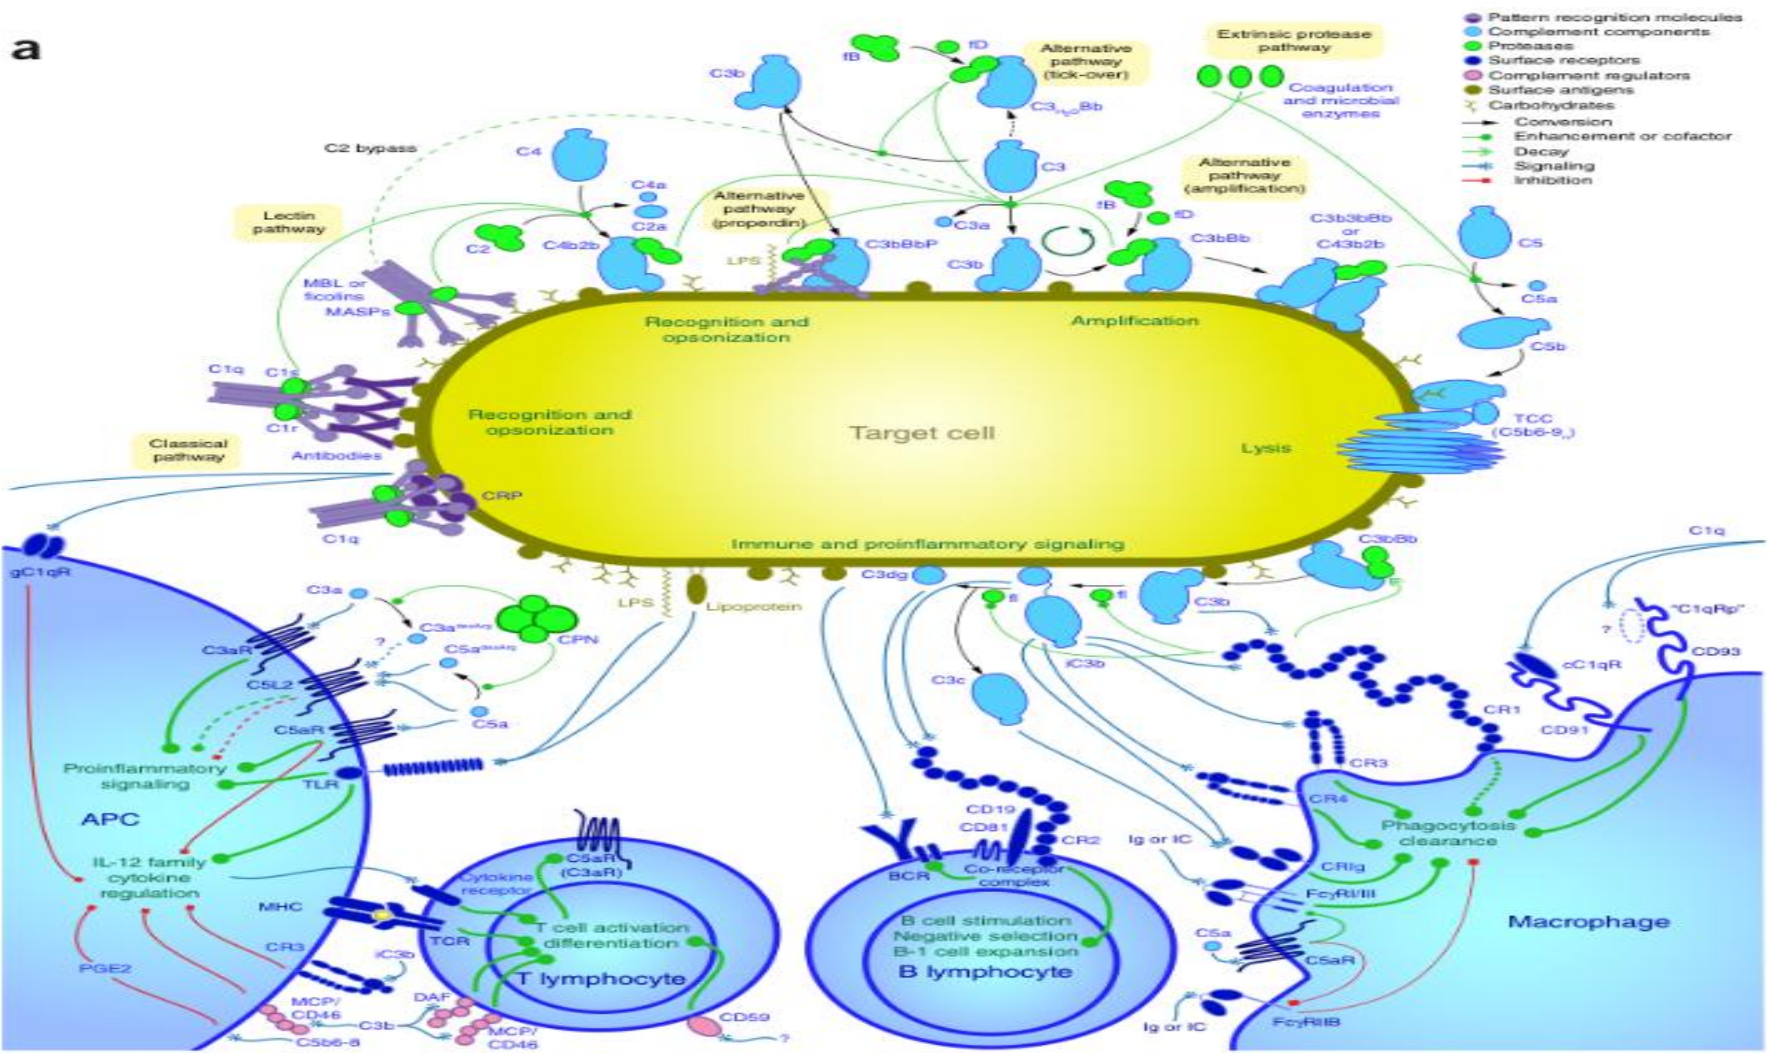 a
Pattern recognition molecules
Complement components
Proteases
Surface receptors
Complement regulators
Surface antigens
Carbohydrates
Conversion
Enhancement or cofactor
Decay
Signaling
Inhibition
fB
fD
Alternative
pathway
(tick-over)
Extrinsic protease
pathway
C3b
C3H₂OBb
Coagulation
and microbial
enzymes
C2 bypass
C4
C3
Alternative
pathway
(amplification)
C4a
C2a
Alternative
pathway
(properdin)
fB
fD
C3b3bBb
or
C43b2b
Lectin
pathway
C2
C4b2b
C3a
C3bBbP
C3b
C3bBb
C5
LPS
MBL or
ficolins
MASPs
C5a
C5b
Recognition and
opsonization
Amplification
C1q
C1s
C1r
Recognition and
opsonization
Target cell
Lysis
TCC
(C5b6-9n)
Classical
pathway
Antibodies
CRP
C1q
Immune and proinflammatory signaling
C3bBb
C1q
gC1qR
C3a
C3adesArg
LPS
Lipoprotein
C3dg
fI
fI
C3b
"C1qRp"
?
C3aR
?
C5adesArg
CPN
iC3b
cC1qR
CD93
C5L2
C5a
C3c
CR1
CD91
C5aR
Proinflammatory
signaling
TLR
CR3
APC
CR4
IL-12 family
cytokine
regulation
C5aR
(C3aR)
Cytokine
receptor
CD19
CD81
CR2
BCR
Co-receptor
complex
Ig or IC
Phagocytosis
clearance
CRIg
FcγRI/III
MHC
TCR
T cell activation
differentiation
T lymphocyte
B cell stimulation
Negative selection
B-1 cell expansion
B lymphocyte
Macrophage
C5a
C5aR
CR3
iC3b
PGE2
MCP/
CD46
DAF
C3b
C5b6-8
MCP/
CD46
CD59
?
Ig or IC
FcγRIIB